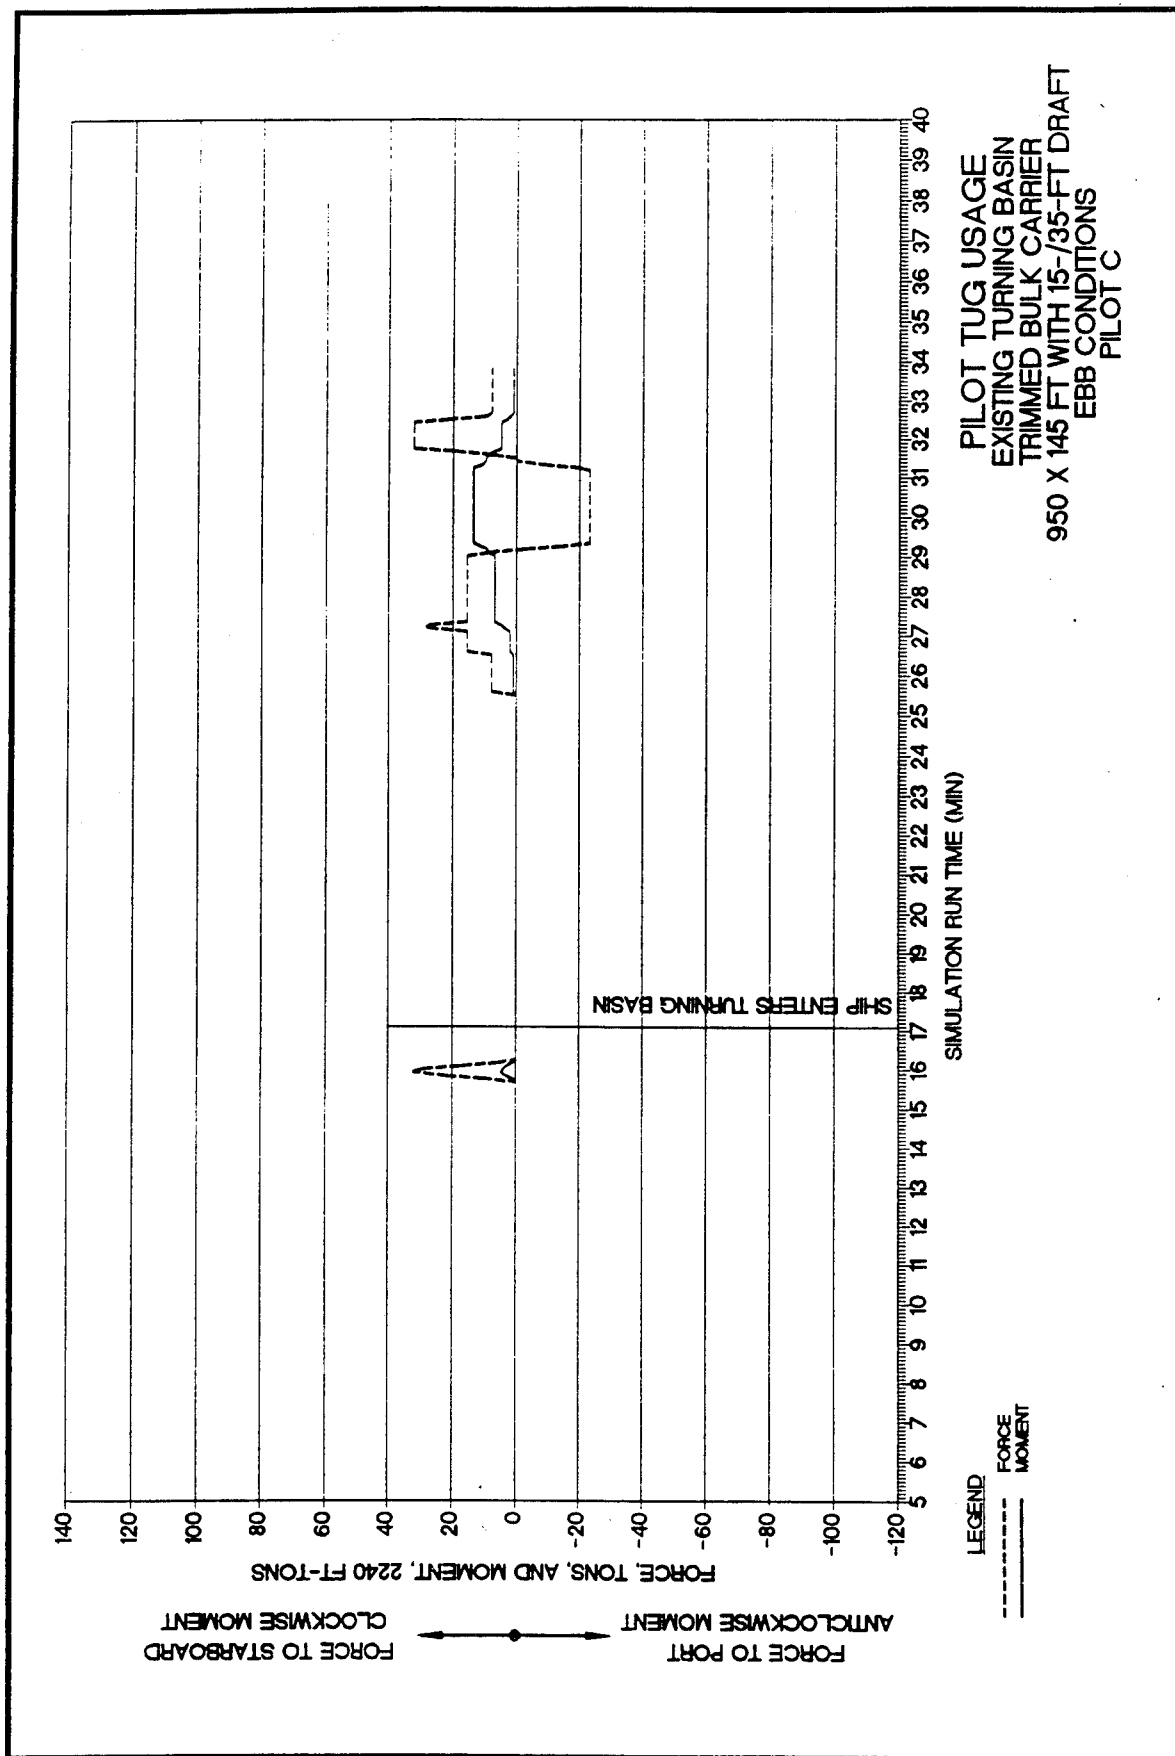 140
120
100
80
60
40
20
0
-20
-40
-60
-80
-100
-120
FORCE, TONS, AND MOMENT, 2240 FT-TONS
FORCE TO STARBOARD
CLOCKWISE MOMENT
FORCE TO PORT
ANTICLOCKWISE MOMENT
SHIP ENTERS TURNING BASIN
5 6 7 8 9 10 11 12 13 14 15 16 17 18 19 20 21 22 23 24 25 26 27 28 29 30 31 32 33 34 35 36 37 38 39 40
SIMULATION RUN TIME (MIN)
LEGEND
FORCE
MOMENT
PILOT TUG USAGE
EXISTING TURNING BASIN
TRIMMED BULK CARRIER
950 X 145 FT WITH 15-/35-FT DRAFT
EBB CONDITIONS
PILOT C